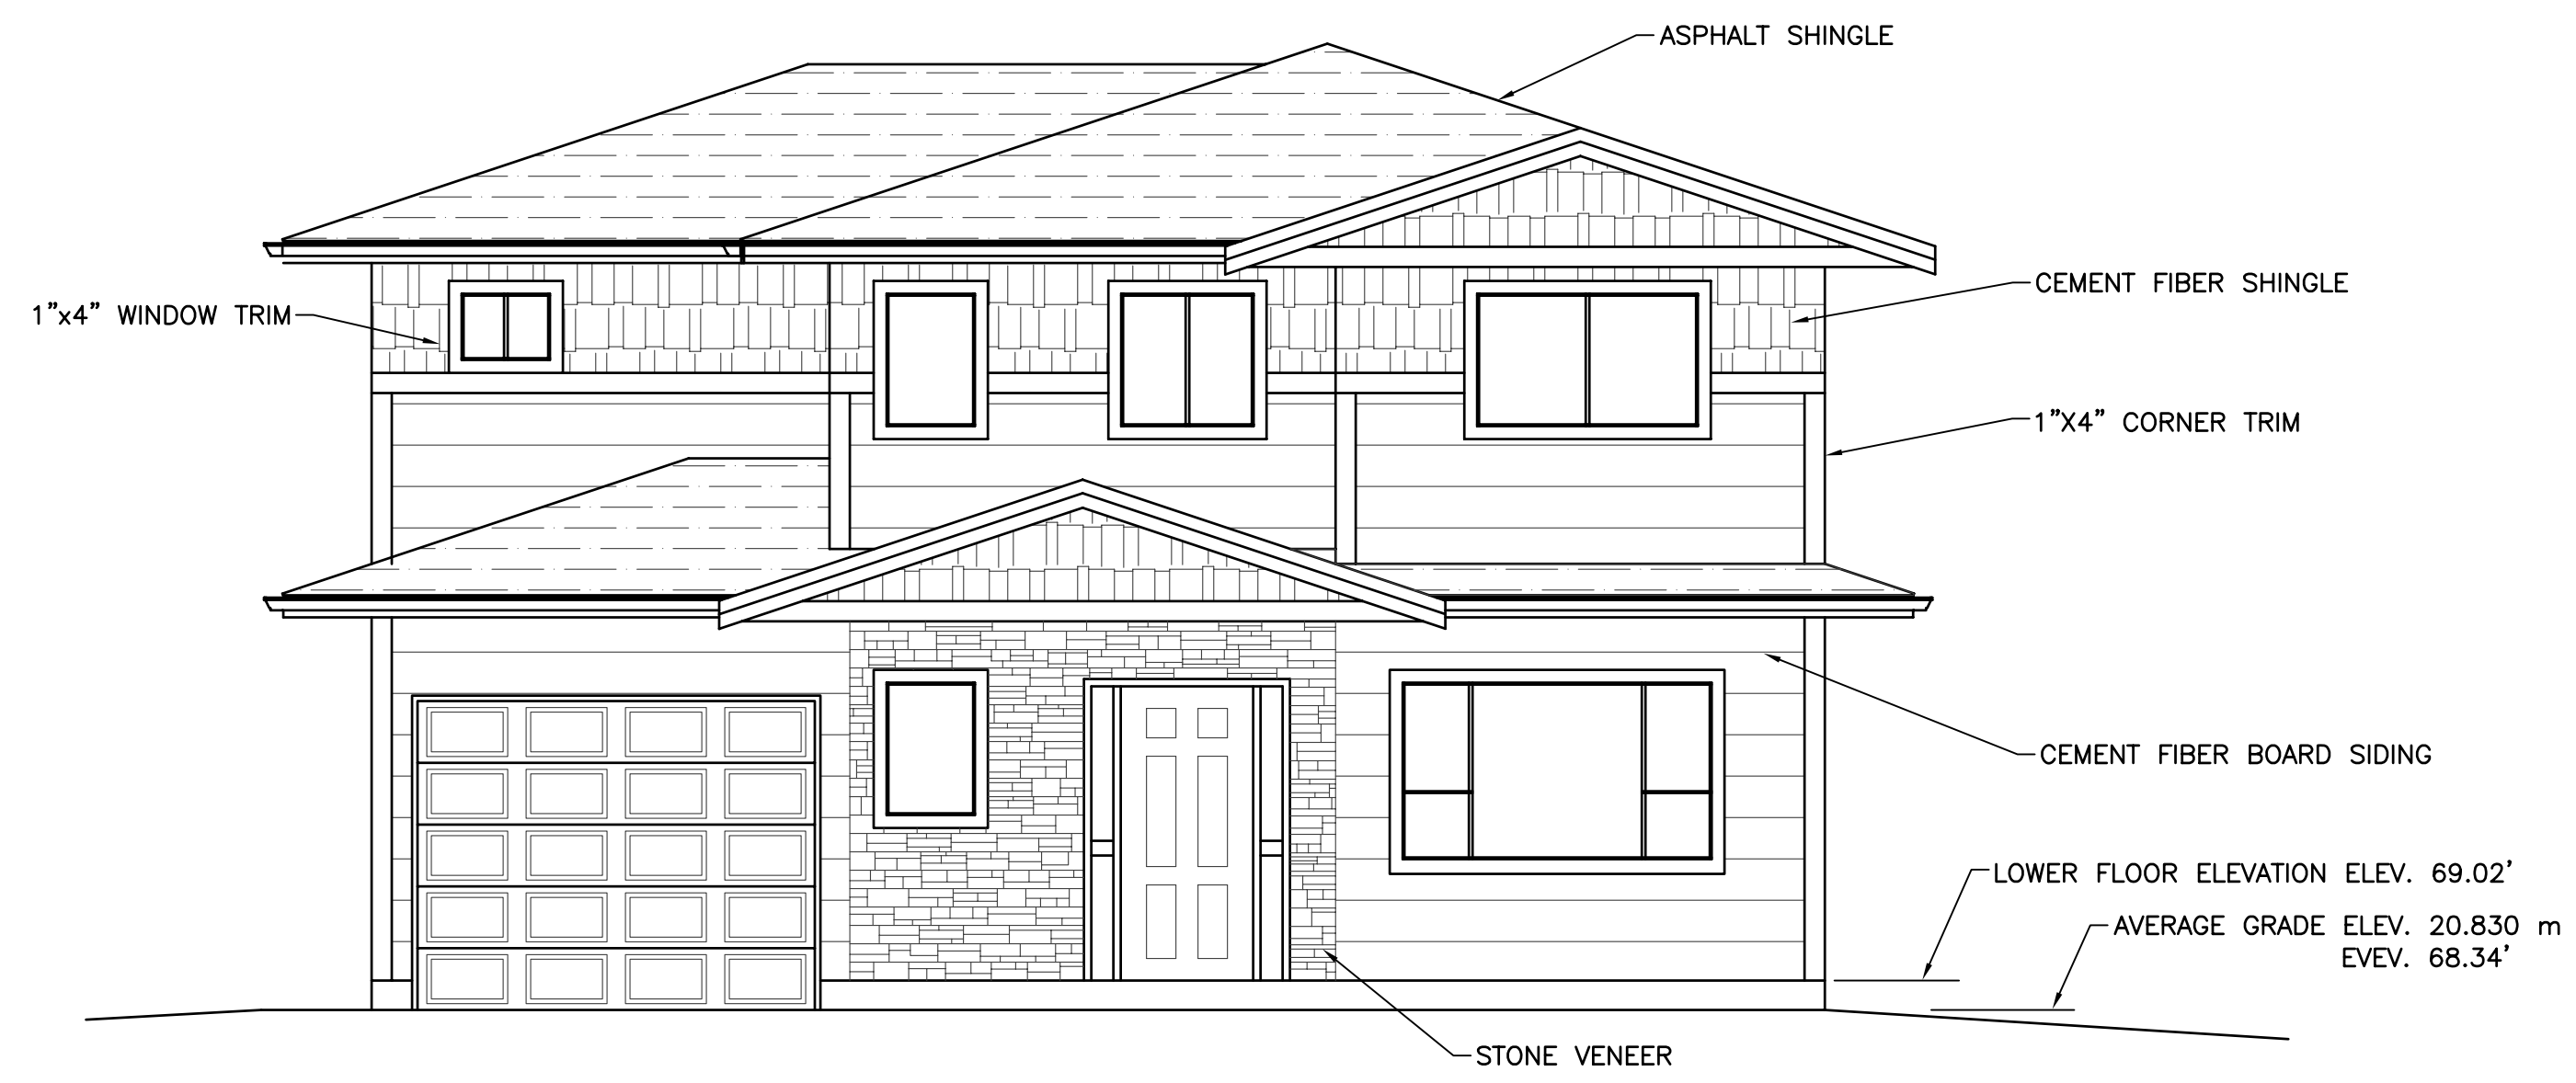 ASPHALT SHINGLE
CEMENT FIBER SHINGLE
1"x4" WINDOW TRIM
1"X4" CORNER TRIM
CEMENT FIBER BOARD SIDING
LOWER FLOOR ELEVATION ELEV. 69.02'
AVERAGE GRADE ELEV. 20.830 m
EVEV. 68.34'
STONE VENEER